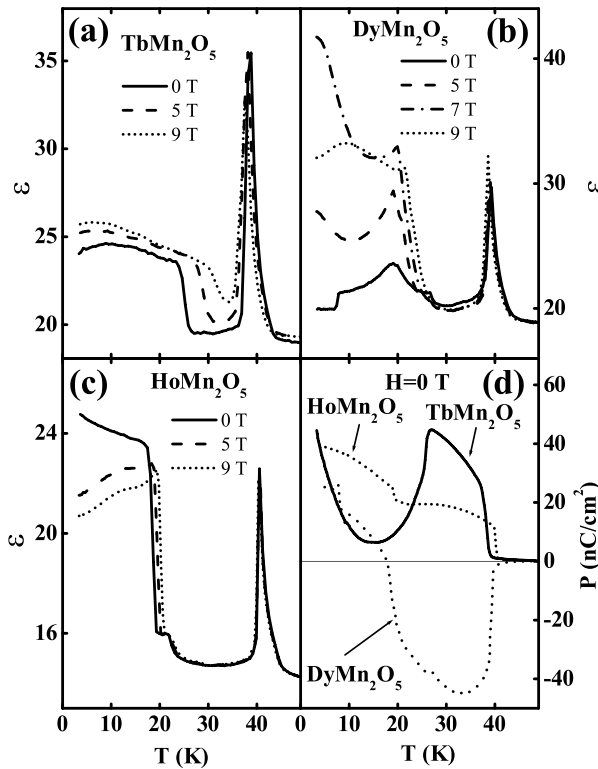 (a)
TbMn₂O₅
0 T
5 T
9 T
35
30
25
20
ε
(b)
DyMn₂O₅
0 T
5 T
7 T
9 T
40
30
20
ε
(c)
HoMn₂O₅
0 T
5 T
9 T
24
20
16
ε
0 10 20 30 40
T (K)
H=0 T (d)
HoMn₂O₅
TbMn₂O₅
DyMn₂O₅
60
40
20
0
-20
-40
P (nC/cm²)
0 10 20 30 40
T (K)